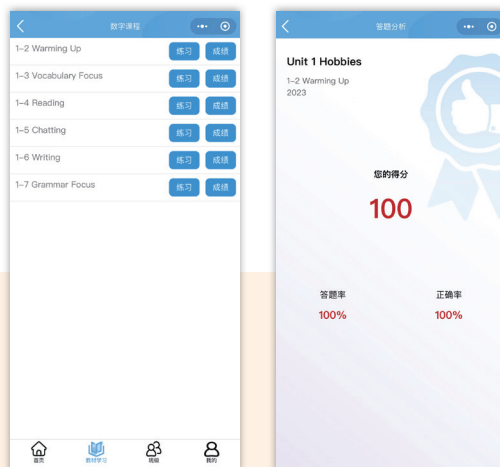 数字课程
1-2 Warming Up 练习 成绩
1-3 Vocabulary Focus 练习 成绩
1-4 Reading 练习 成绩
1-5 Chatting 练习 成绩
1-6 Writing 练习 成绩
1-7 Grammar Focus 练习 成绩
首页 教材学习 班级 我的
答题分析
Unit 1 Hobbies
1-2 Warming Up
2023
您的得分
100
答题率 正确率
100% 100%